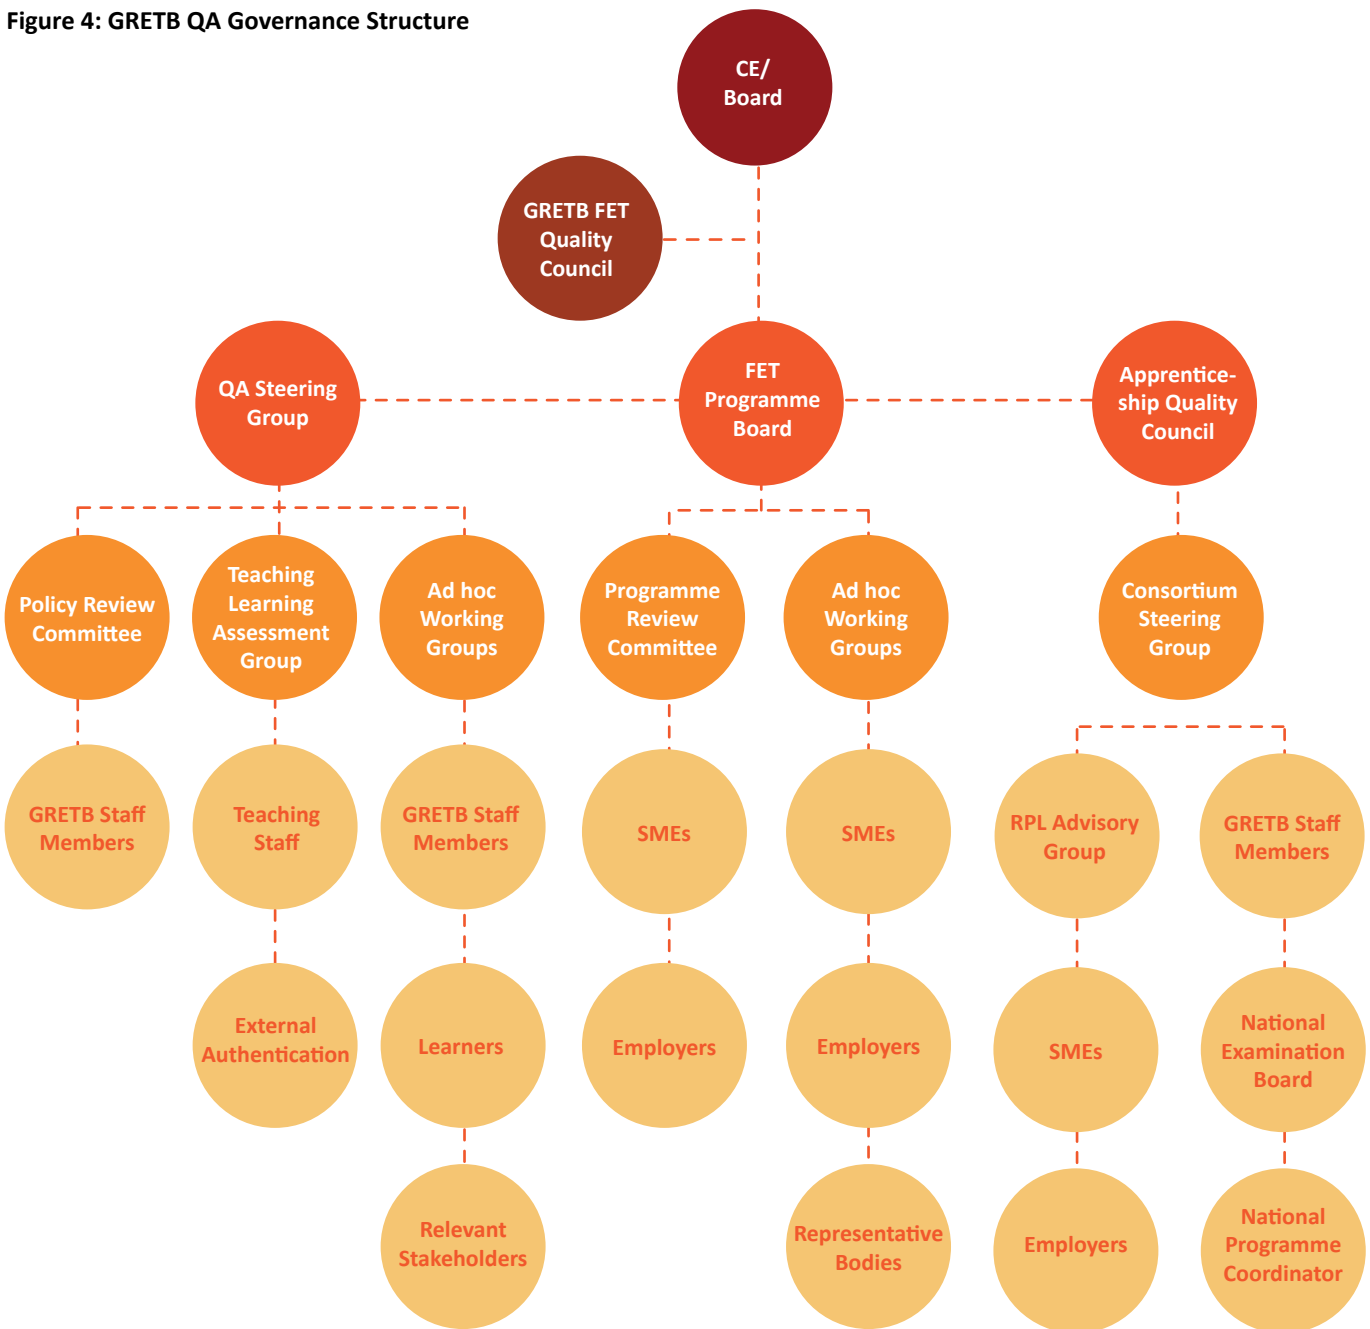 Figure 4: GRETB QA Governance Structure
CE/
Board
GRETB FET
Quality
Council
QA Steering
Group
FET
Programme
Board
Apprentice-
ship Quality
Council
Policy Review
Committee
Teaching
Learning
Assessment
Group
Ad hoc
Working
Groups
Programme
Review
Committee
Ad hoc
Working
Groups
Consortium
Steering
Group
GRETB Staff
Members
Teaching
Staff
GRETB Staff
Members
SMEs
SMEs
RPL Advisory
Group
GRETB Staff
Members
External
Authentication
Learners
Employers
Employers
SMEs
National
Examination
Board
Relevant
Stakeholders
Representative
Bodies
Employers
National
Programme
Coordinator